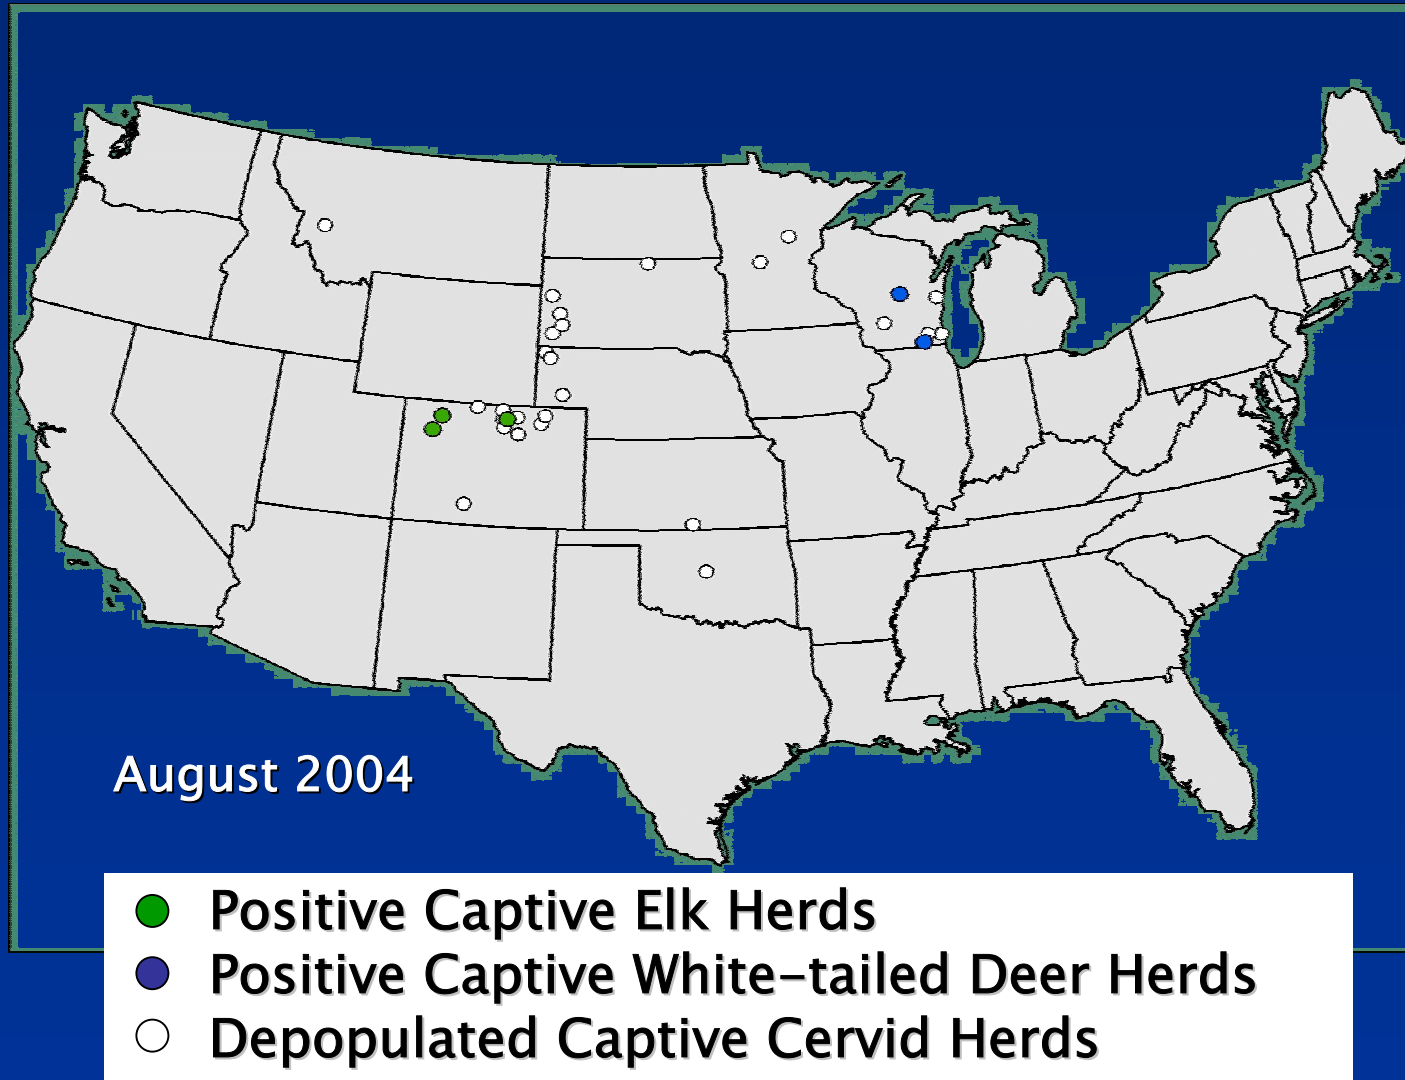 August 2004
Positive Captive Elk Herds
Positive Captive White-tailed Deer Herds
Depopulated Captive Cervid Herds